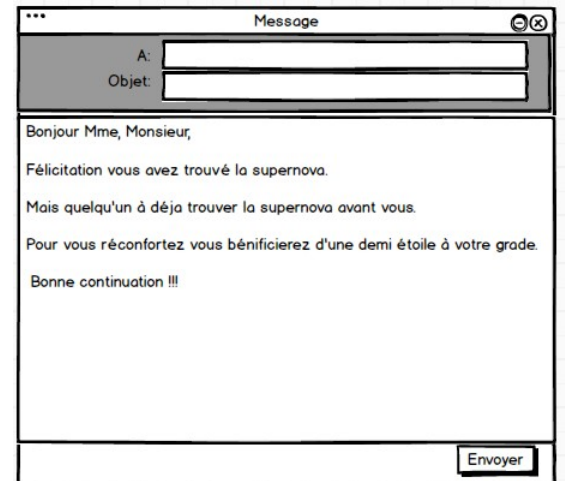 Message
A:
Objet:
Bonjour Mme, Monsieur,
Félicitation vous avez trouvé la supernova.
Mais quelqu'un à déja trouver la supernova avant vous.
Pour vous réconfortez vous bénificierez d'une demi étoile à votre grade.
Bonne continuation !!!
Envoyer